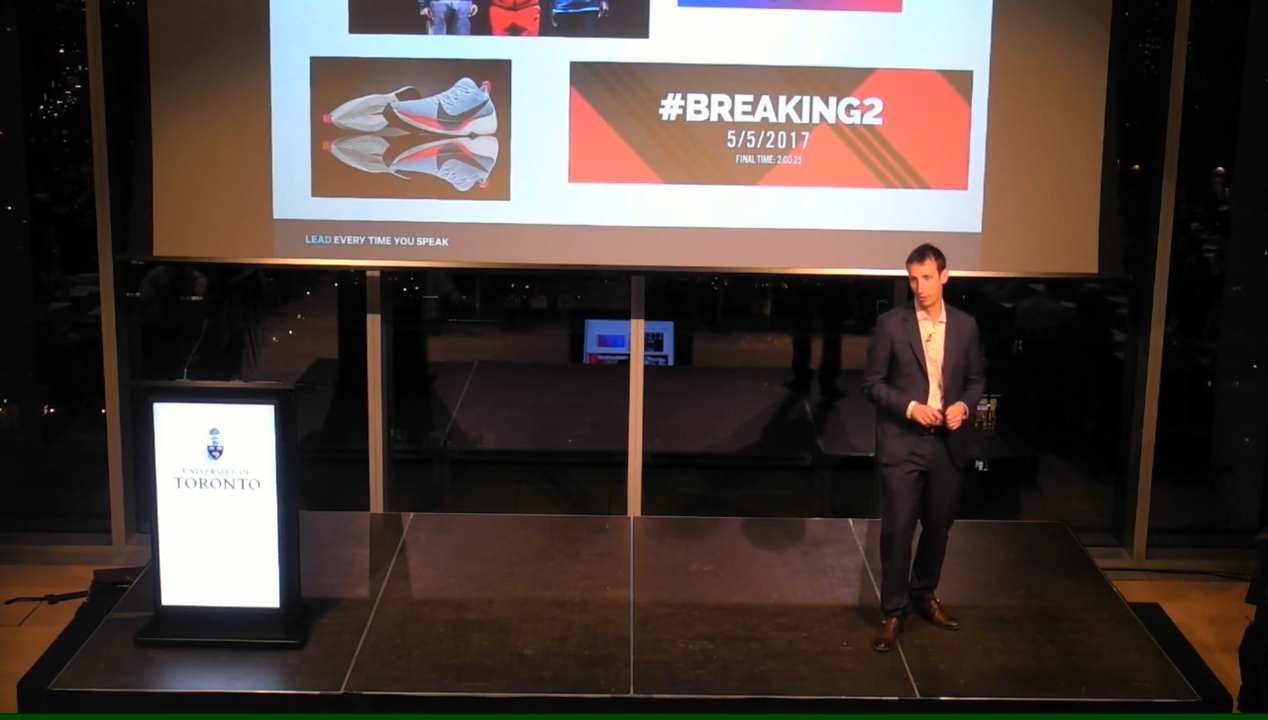 #BREAKING2
5/5/2017
FINAL TIME: 2:00:25
LEAD EVERY TIME YOU SPEAK
UNIVERSITY OF
TORONTO